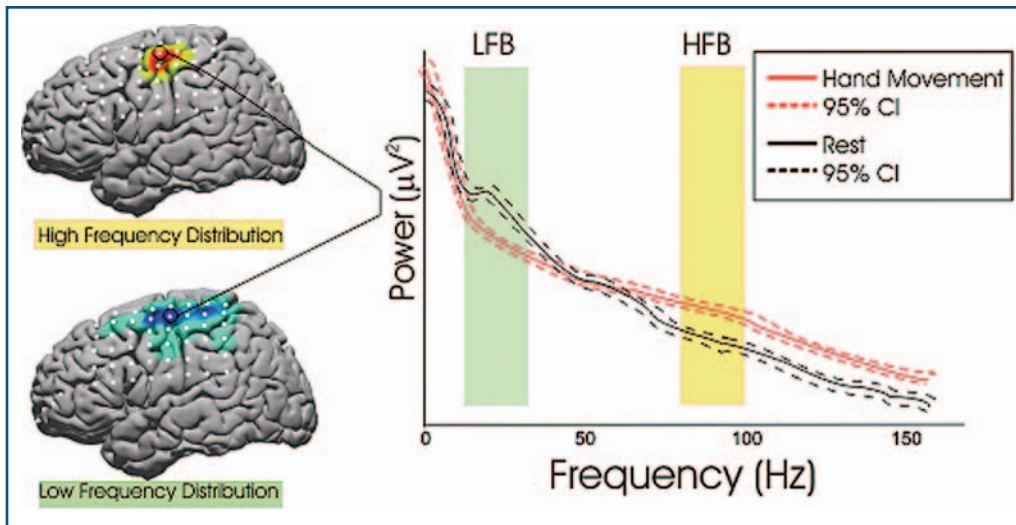 High Frequency Distribution
Low Frequency Distribution
LFB
HFB
Hand Movement
95% CI
Rest
95% CI
Power (μV²)
0
50
100
150
Frequency (Hz)